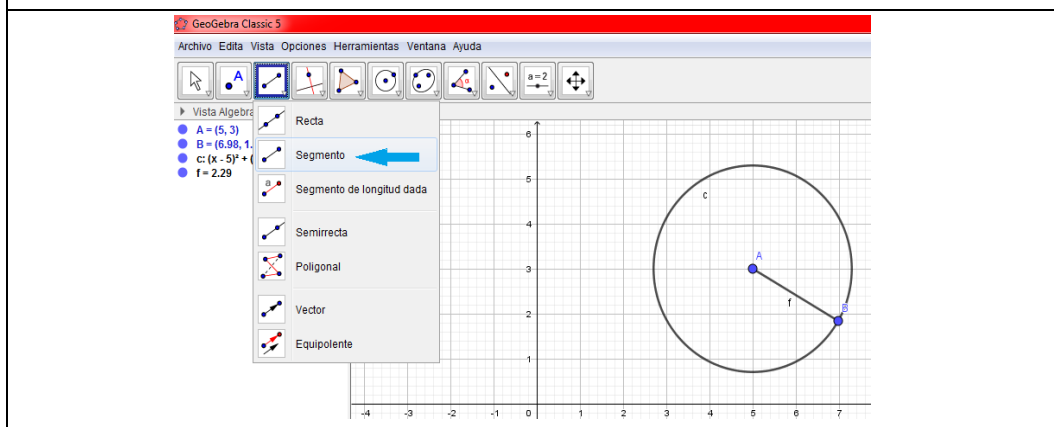 GeoGebra Classic 5
Archivo Edita Vista Opciones Herramientas Ventana Ayuda
A
α
a=2
Vista Algebra
A = (5, 3)
B = (6.98, 1.
c: (x - 5)² + (
f = 2.29
Recta
Segmento
a
Segmento de longitud dada
Semirrecta
Poligonal
Vector
Equipolente
6
5
4
3
2
1
c
A
f
B
-4 -3 -2 -1 0 1 2 3 4 5 6 7